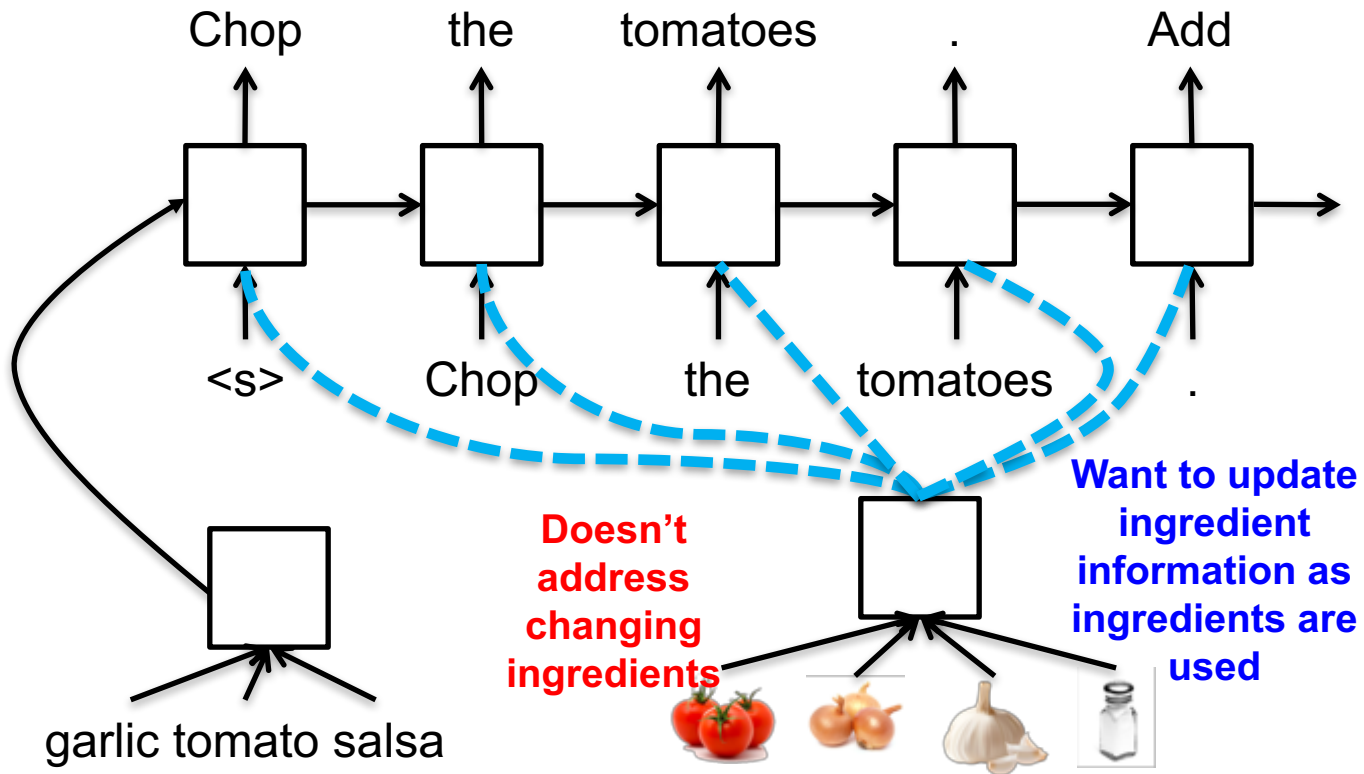 Chop the tomatoes . Add
<s> Chop the tomatoes .
Doesn’t
address
changing
ingredients
Want to update
ingredient
information as
ingredients are
used
garlic tomato salsa